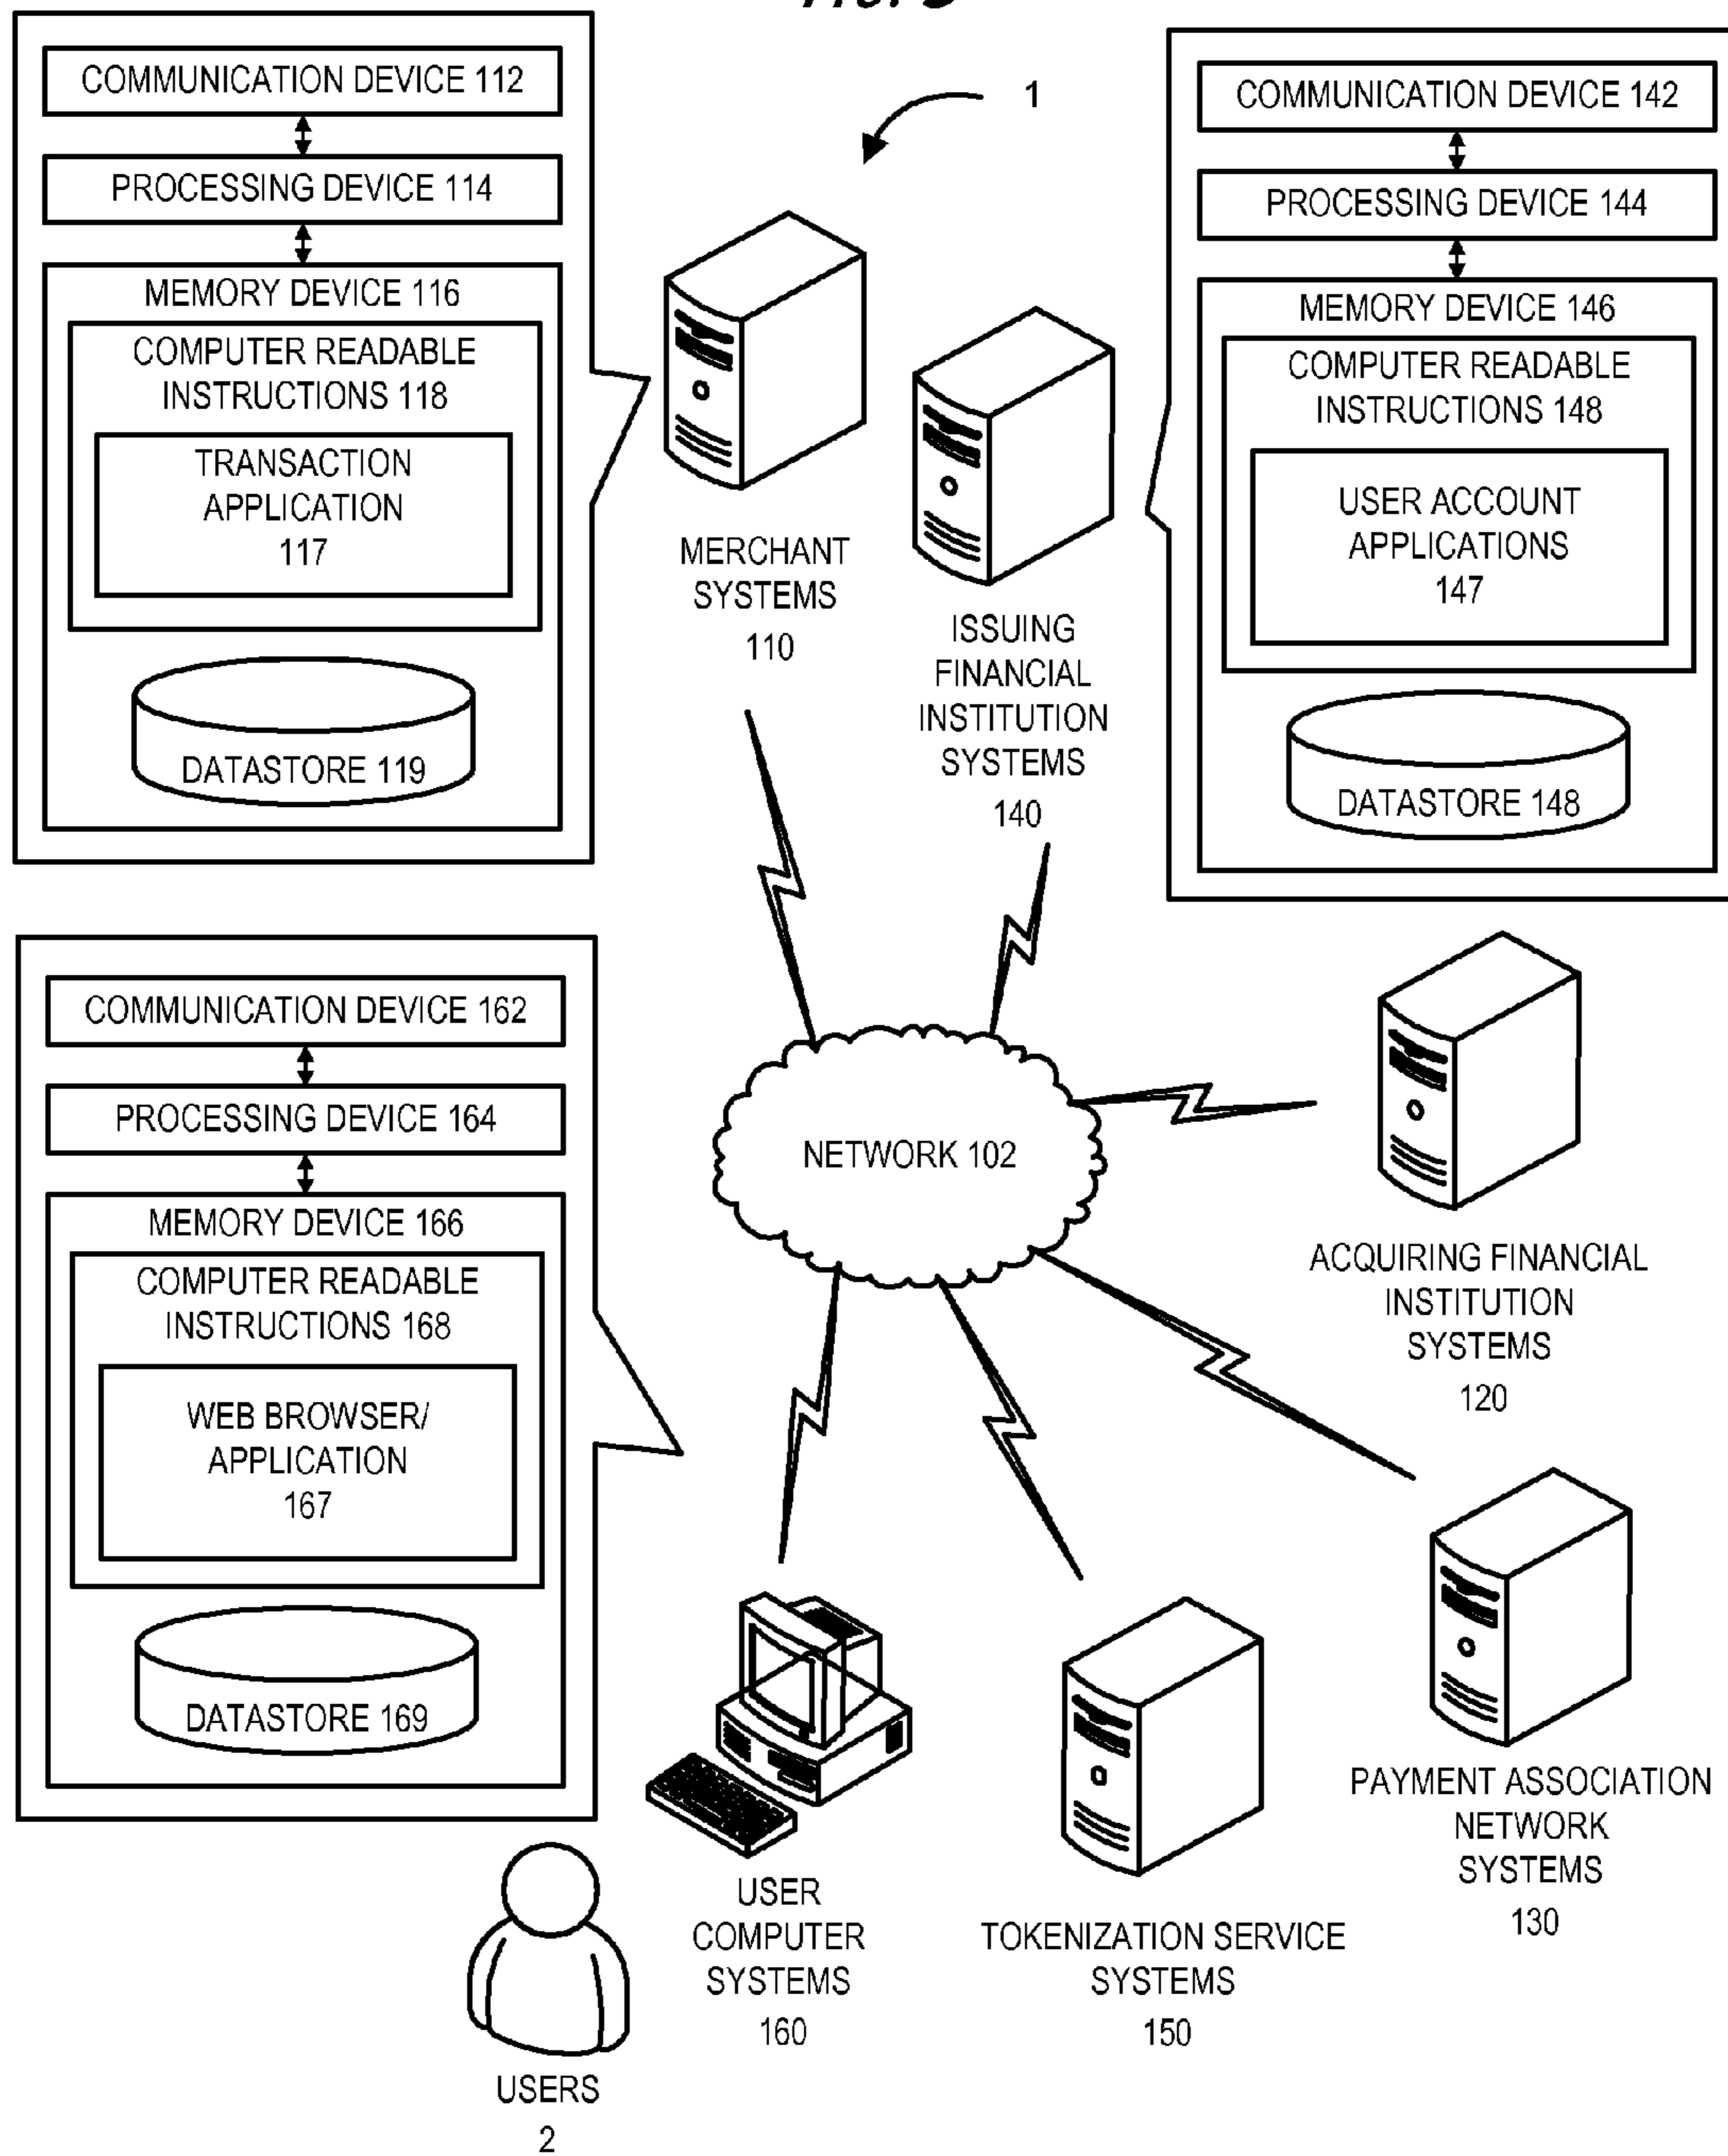 COMMUNICATION DEVICE 112
PROCESSING DEVICE 114
MEMORY DEVICE 116
COMPUTER READABLE
INSTRUCTIONS 118
TRANSACTION
APPLICATION
117
DATASTORE 119
1
MERCHANT
SYSTEMS
110
ISSUING
FINANCIAL
INSTITUTION
SYSTEMS
140
COMMUNICATION DEVICE 142
PROCESSING DEVICE 144
MEMORY DEVICE 146
COMPUTER READABLE
INSTRUCTIONS 148
USER ACCOUNT
APPLICATIONS
147
DATASTORE 148
COMMUNICATION DEVICE 162
PROCESSING DEVICE 164
MEMORY DEVICE 166
COMPUTER READABLE
INSTRUCTIONS 168
WEB BROWSER/
APPLICATION
167
DATASTORE 169
NETWORK 102
ACQUIRING FINANCIAL
INSTITUTION
SYSTEMS
120
PAYMENT ASSOCIATION
NETWORK
SYSTEMS
130
USER
COMPUTER
SYSTEMS
160
TOKENIZATION SERVICE
SYSTEMS
150
USERS
2